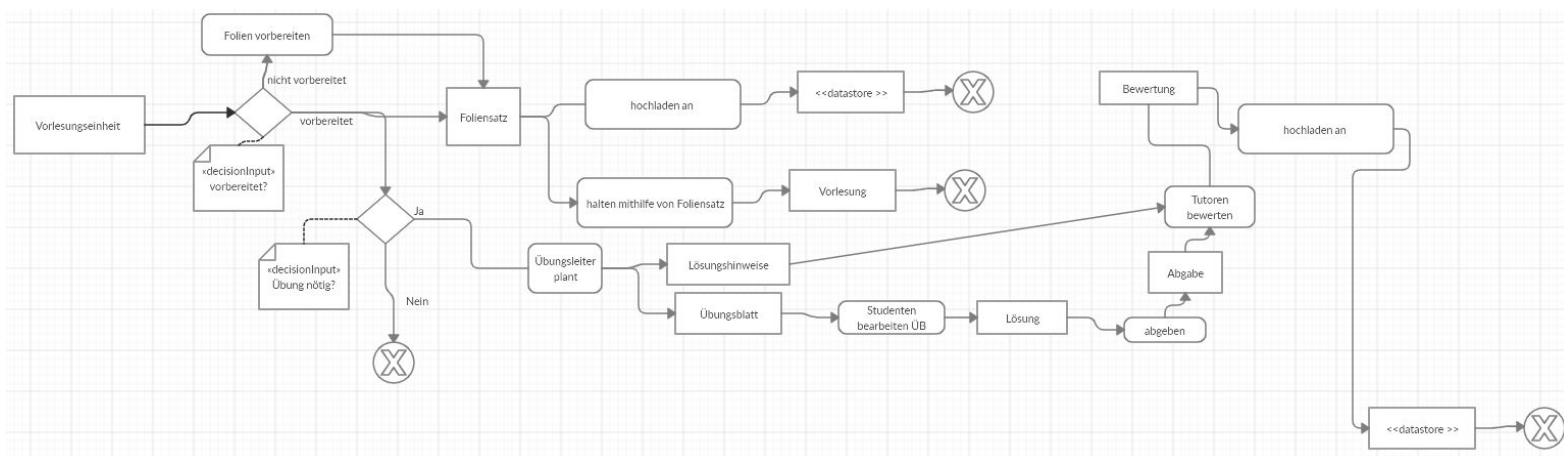 Folien vorbereiten
nicht vorbereitet
Vorlesungseinheit
vorbereitet
«decisionInput»
vorbereitet?
Foliensatz
hochladen an
<<datastore >>
X
halten mithilfe von Foliensatz
Vorlesung
X
Ja
«decisionInput»
Übung nötig?
Nein
X
Übungsleiter
plant
Lösungshinweise
Übungsblatt
Studenten
bearbeiten ÜB
Lösung
abgeben
Abgabe
Tutoren
bewerten
Bewertung
hochladen an
<<datastore >>
X